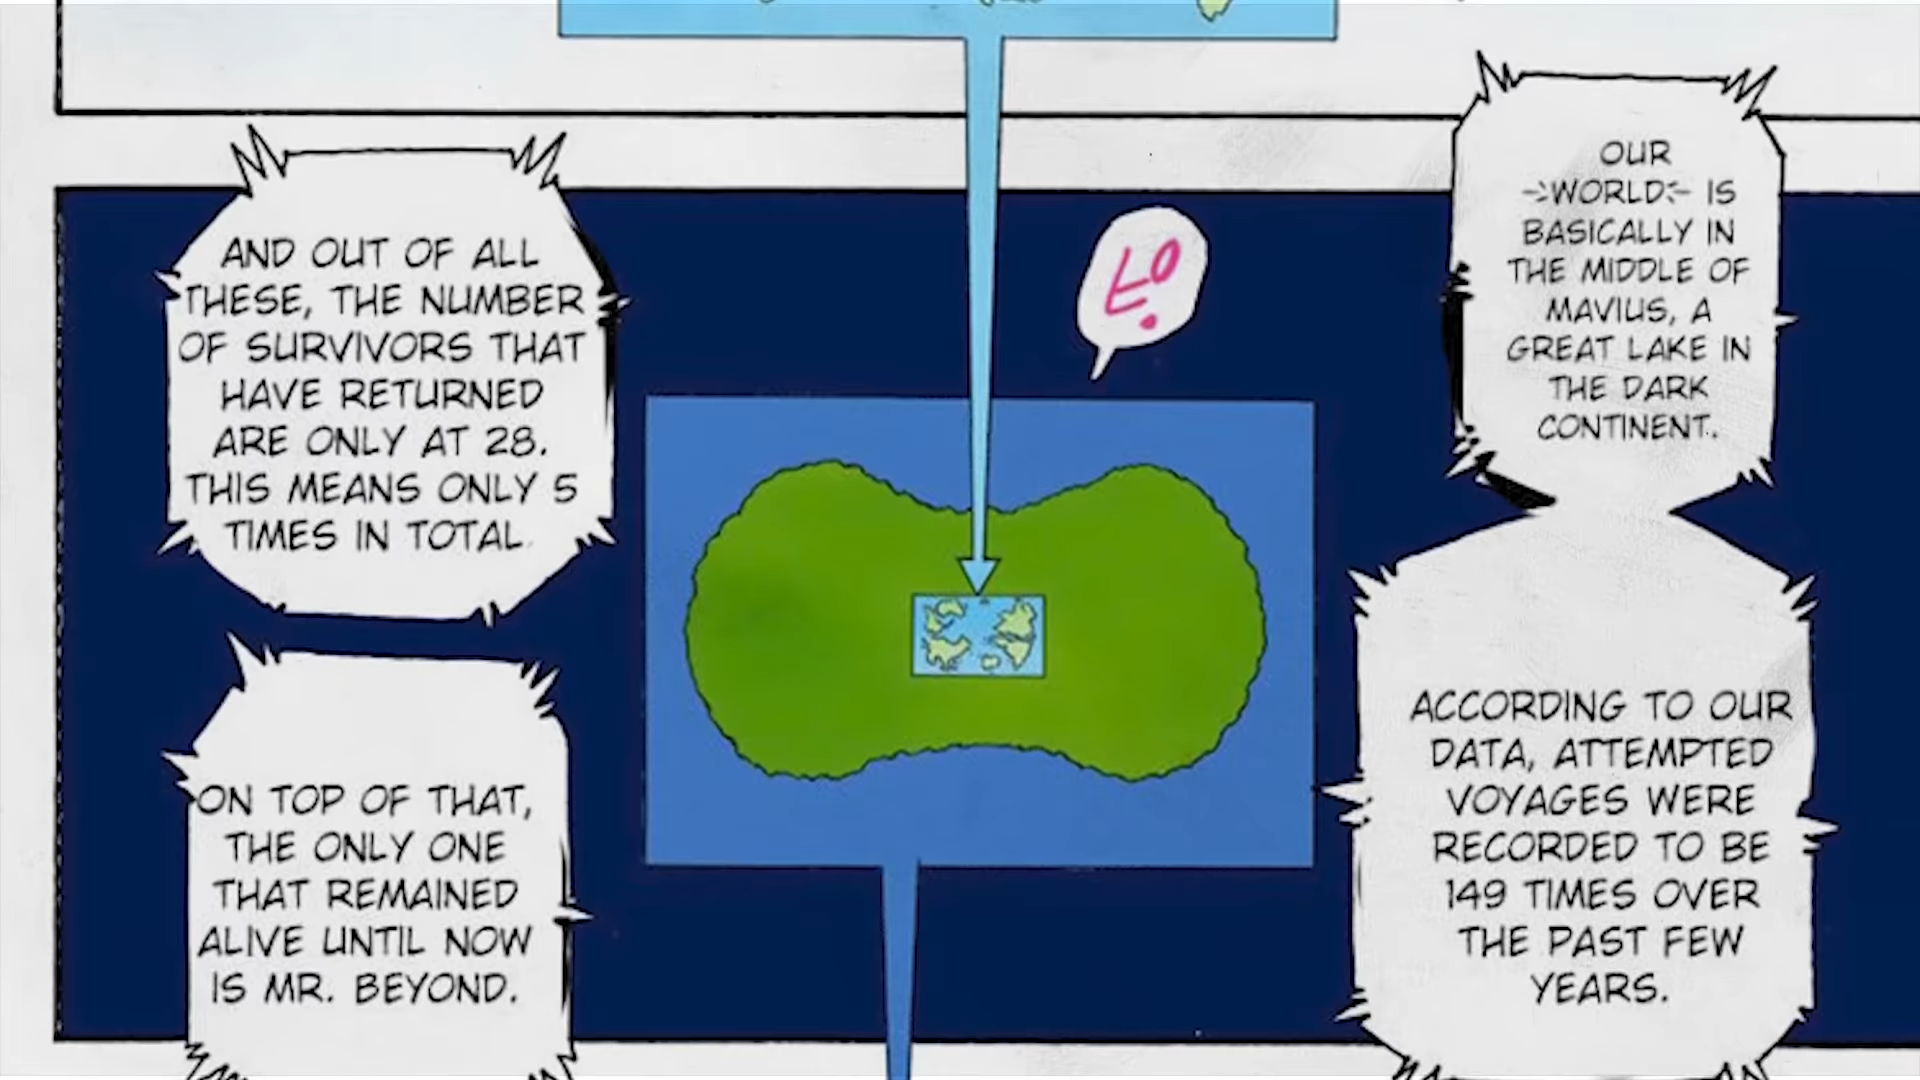 OUR
WORLD IS
BASICALLY IN
THE MIDDLE OF
MAVIUS, A
GREAT LAKE IN
THE DARK
CONTINENT.
ACCORDING TO OUR
DATA, ATTEMPTED
VOYAGES WERE
RECORDED TO BE
149 TIMES OVER
THE PAST FEW
YEARS.
AND OUT OF ALL
THESE, THE NUMBER
OF SURVIVORS THAT
HAVE RETURNED
ARE ONLY AT 28.
THIS MEANS ONLY 5
TIMES IN TOTAL.
ON TOP OF THAT,
THE ONLY ONE
THAT REMAINED
ALIVE UNTIL NOW
IS MR. BEYOND.